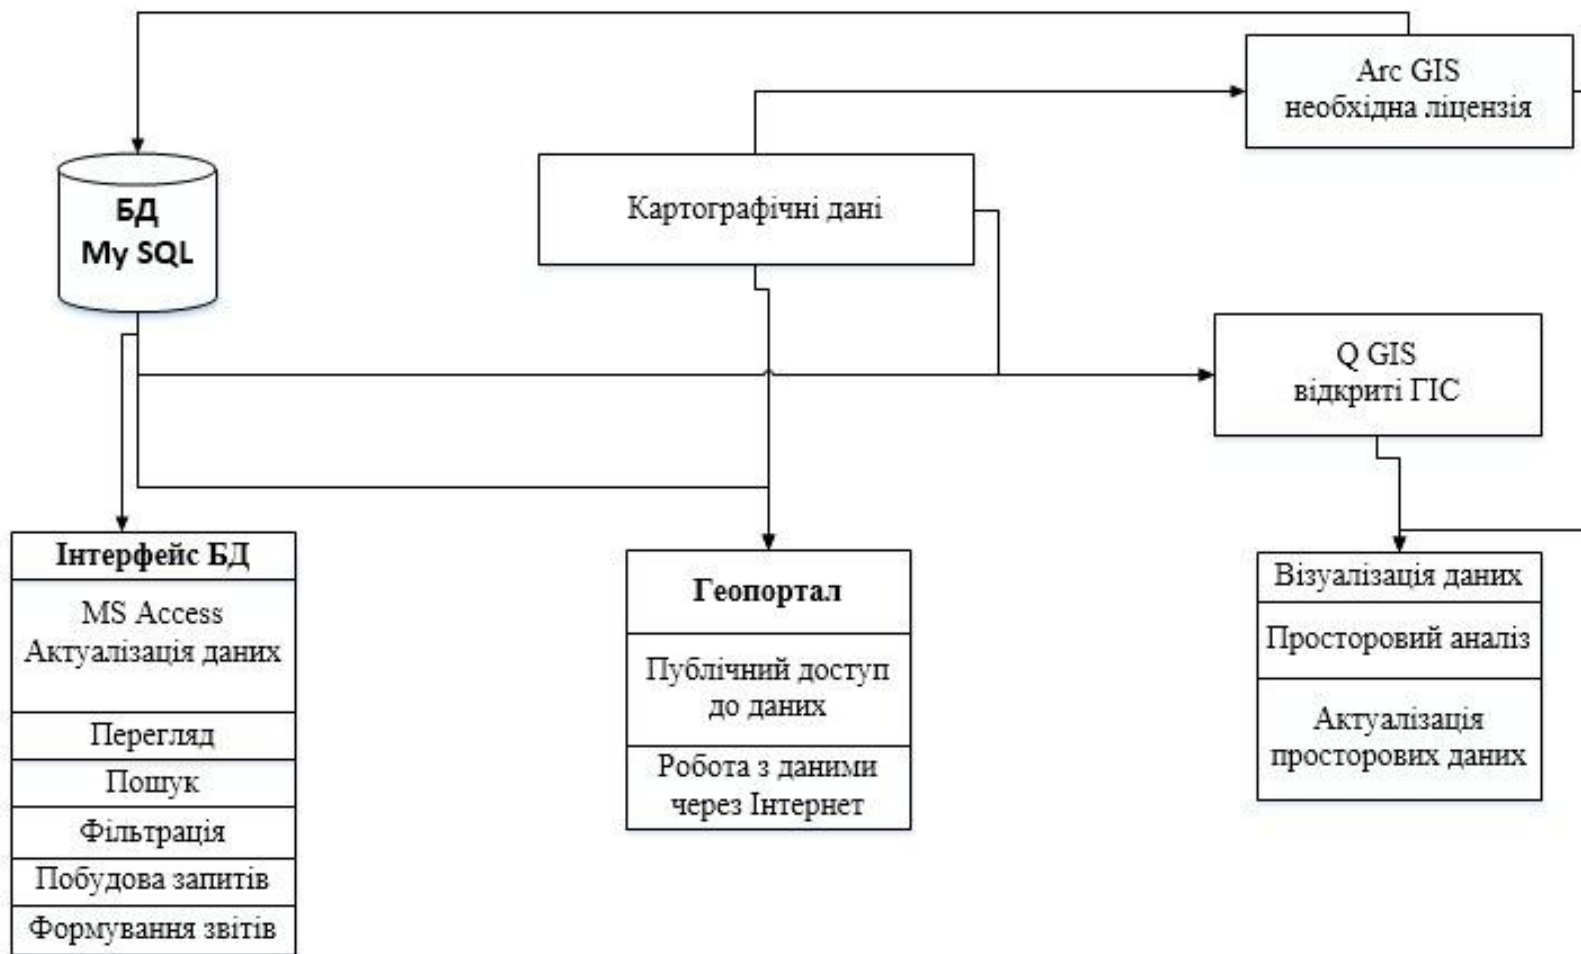 Arc GIS
необхідна ліцензія
БД
My SQL
Картографічні дані
Q GIS
відкриті ГІС
Інтерфейс БД
MS Access
Актуалізація даних
Перегляд
Пошук
Фільтрація
Побудова запитів
Формування звітів
Геопортал
Публічний доступ
до даних
Робота з даними
через Інтернет
Візуалізація даних
Просторовий аналіз
Актуалізація
просторових даних